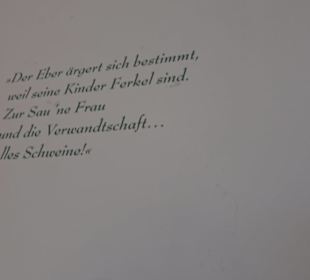 »Der Eber ärgert sich bestimmt,
weil seine Kinder Ferkel sind.
Zur Sau 'ne Frau
und die Verwandtschaft...
lles Schweine!«